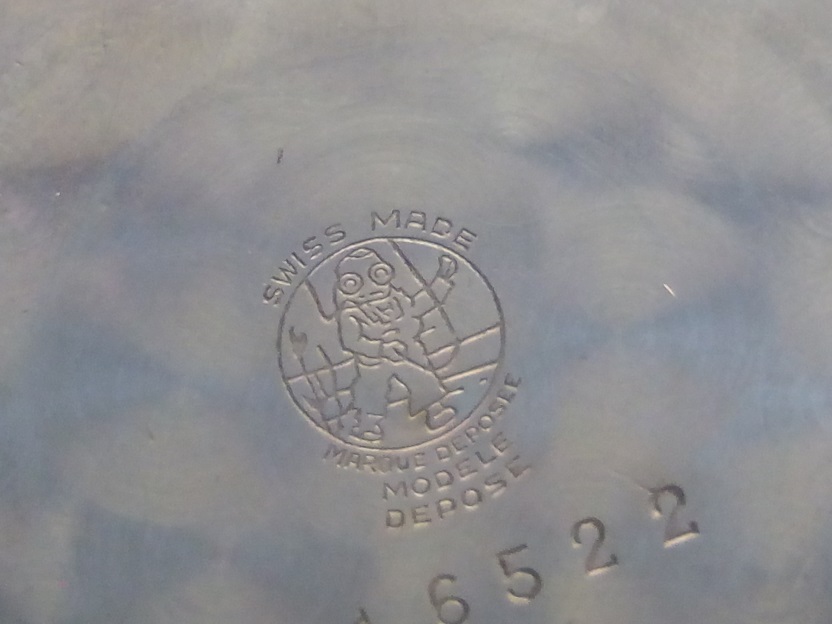 SWISS MADE
MARQUE DEPOSEE
MODELE
DEPOSE
6522